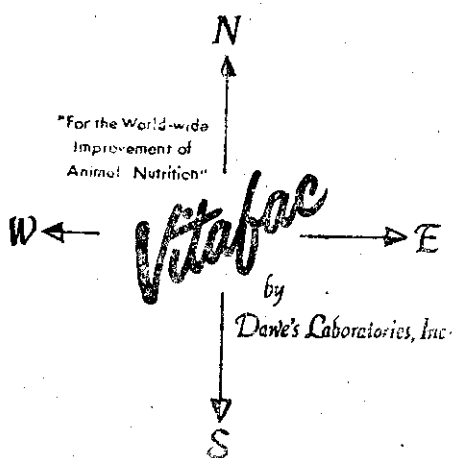 N
"For the World-wide
Improvement of
Animal Nutrition"
W
Vitafac
E
by
Dawe's Laboratories, Inc.
S